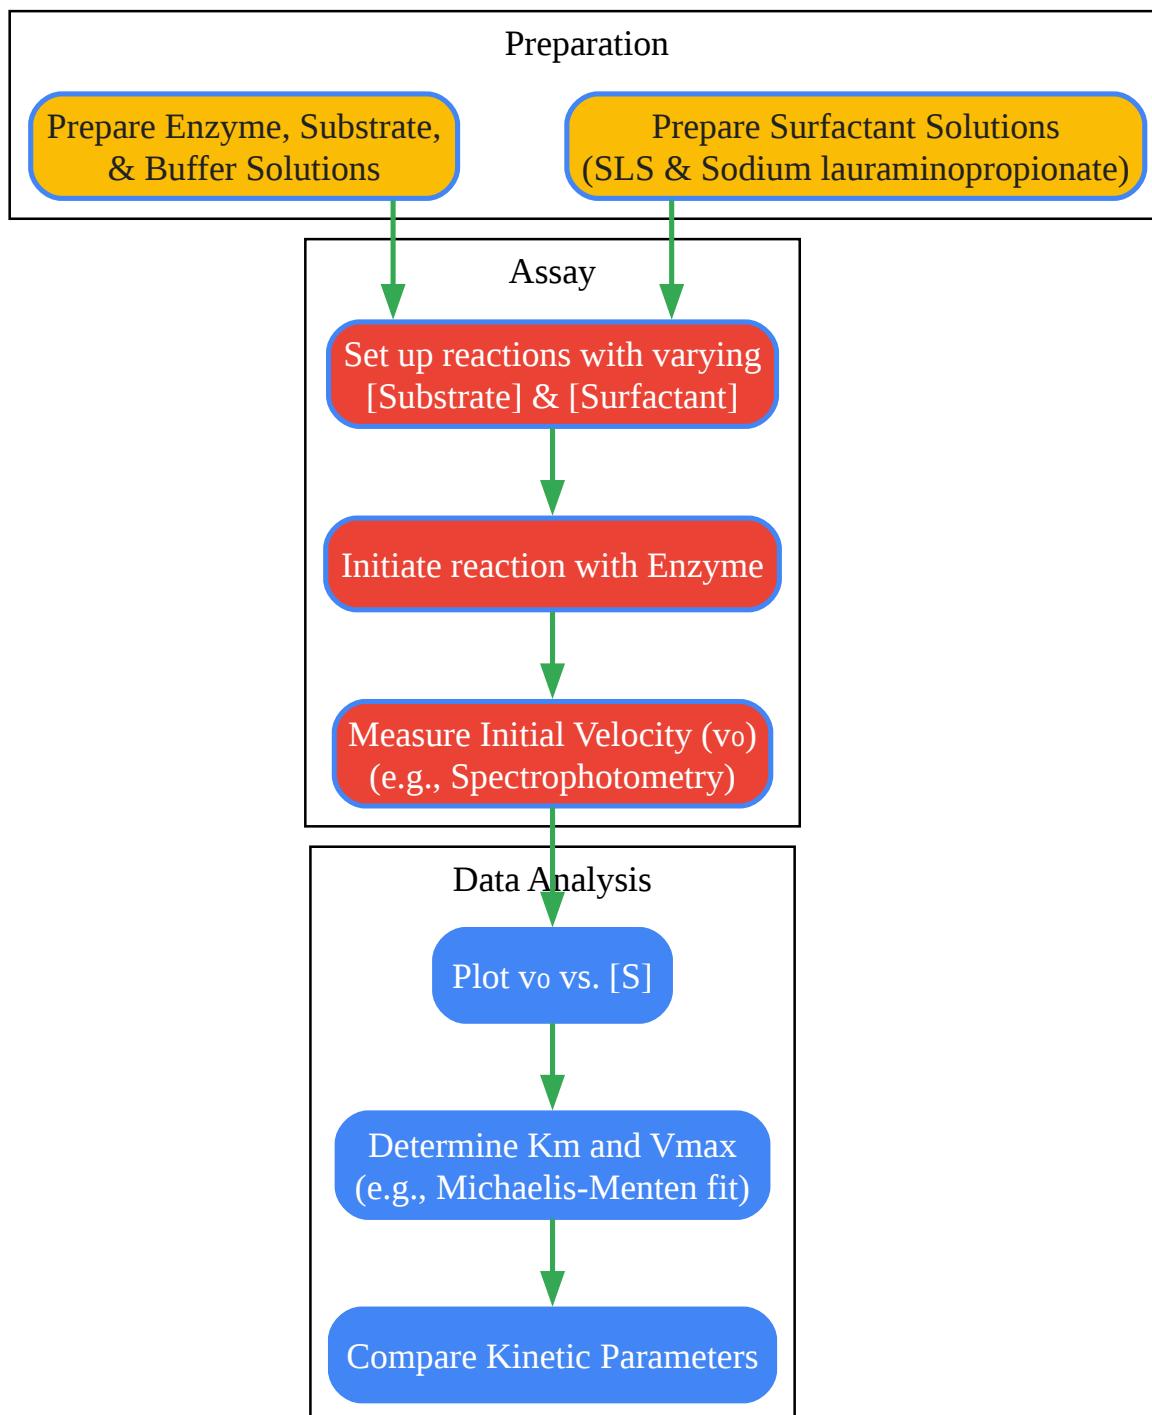 Preparation
Prepare Enzyme, Substrate,
& Buffer Solutions
Prepare Surfactant Solutions
(SLS & Sodium lauraminopropionate)
Assay
Set up reactions with varying
[Substrate] & [Surfactant]
Initiate reaction with Enzyme
Measure Initial Velocity (v₀)
(e.g., Spectrophotometry)
Data Analysis
Plot v₀ vs. [S]
Determine Km and Vmax
(e.g., Michaelis-Menten fit)
Compare Kinetic Parameters